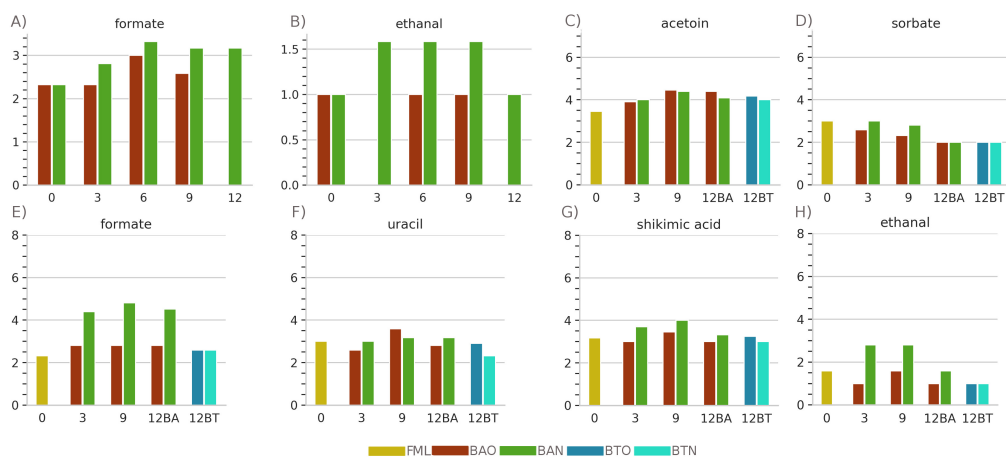 A) formate
3
2
1
0
0 3 6 9 12
B) ethanal
1.5
1.0
0.5
0.0
0 3 6 9 12
C) acetoin
6
4
2
0
0 3 9 12BA 12BT
D) sorbate
6
4
2
0
0 3 9 12BA 12BT
E) formate
8
6
4
2
0
0 3 9 12BA 12BT
F) uracil
8
6
4
2
0
0 3 9 12BA 12BT
G) shikimic acid
8
6
4
2
0
0 3 9 12BA 12BT
H) ethanal
8
6
4
2
0
0 3 9 12BA 12BT
FML BAO BAN BTO BTN